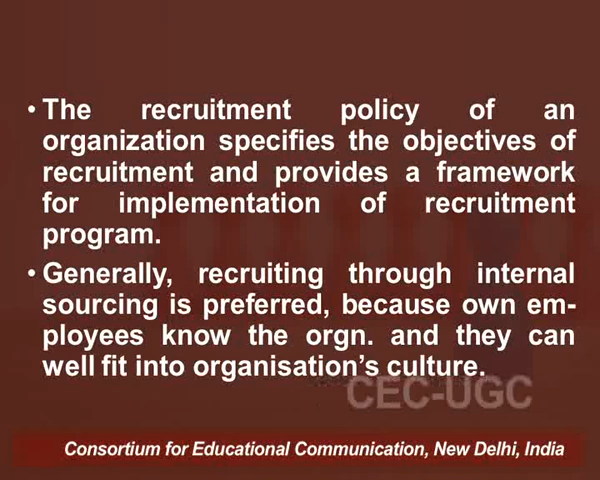 • The recruitment policy of an
organization specifies the objectives of
recruitment and provides a framework
for implementation of recruitment
program.
• Generally, recruiting through internal
sourcing is preferred, because own em-
ployees know the orgn. and they can
well fit into organisation's culture.
CEC-UGC
Consortium for Educational Communication, New Delhi, India